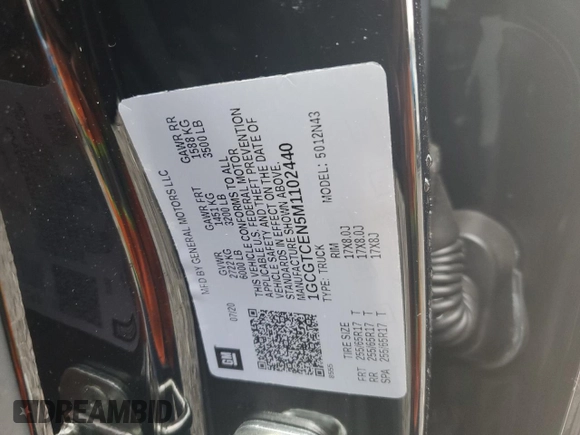 MFD BY GENERAL MOTORS LLC
07/20
GVWR
2722 KG
6000 LB
GAWR FRT
1451 KG
3200 LB
GAWR RR
1588 KG
3500 LB
THIS VEHICLE CONFORMS TO ALL
APPLICABLE U.S. FEDERAL MOTOR
VEHICLE SAFETY, AND THEFT PREVENTION
STANDARDS IN EFFECT ON THE DATE OF
MANUFACTURE SHOWN ABOVE.
1GCGTCEN5M1102440
TYPE: TRUCK
MODEL: 5012N43
GM
TIRE SIZE
RIM
FRT 255/65R17 T
17X8.0J
RR 255/65R17 T
17X8.0J
SPA 255/65R17 T
17X8J
DREAMBID